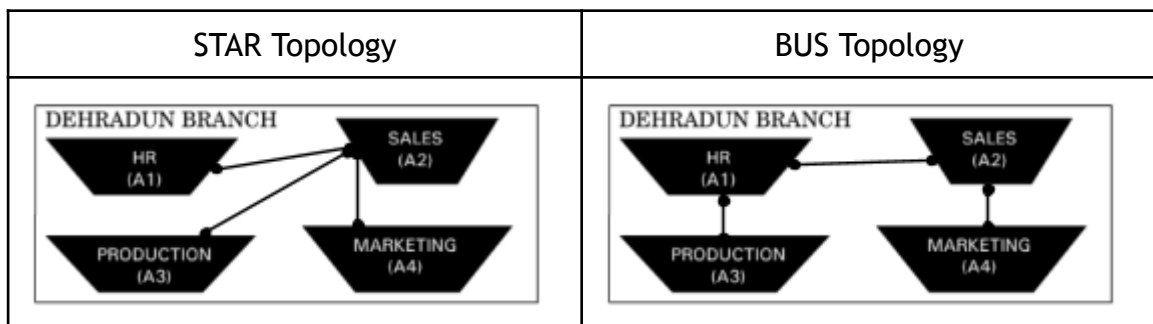 STAR Topology
BUS Topology
DEHRADUN BRANCH
HR
(A1)
SALES
(A2)
PRODUCTION
(A3)
MARKETING
(A4)
DEHRADUN BRANCH
HR
(A1)
SALES
(A2)
PRODUCTION
(A3)
MARKETING
(A4)